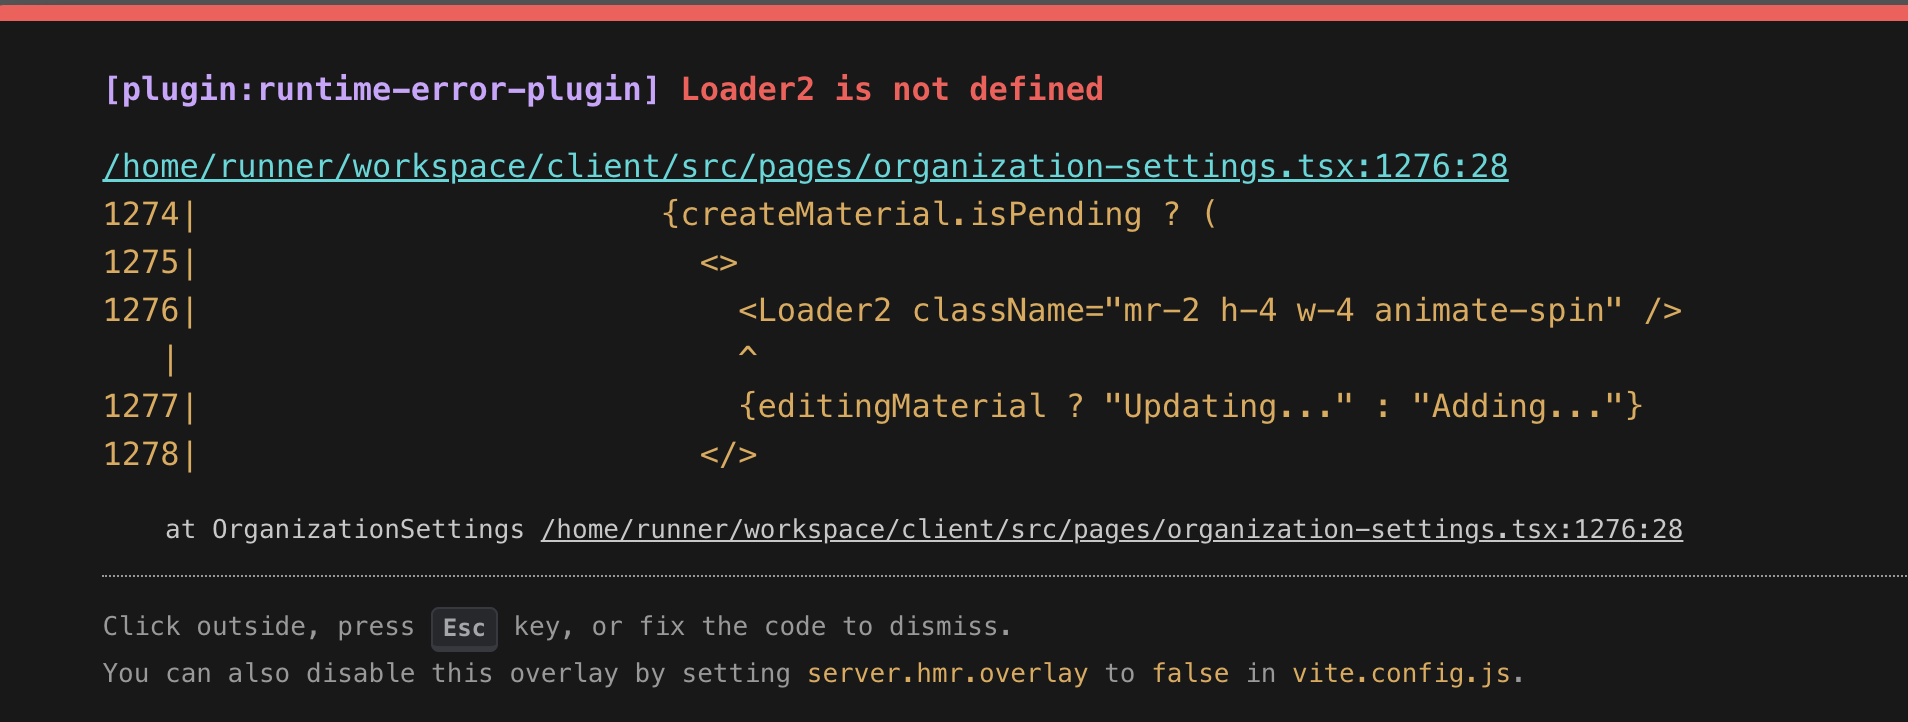 [plugin:runtime-error-plugin] Loader2 is not defined
/home/runner/workspace/client/src/pages/organization-settings.tsx:1276:28
1274|                        {createMaterial.isPending ? (
1275|                          <>
1276|                            <Loader2 className="mr-2 h-4 w-4 animate-spin" />
   |                             ^
1277|                            {editingMaterial ? "Updating..." : "Adding..."}
1278|                          </>
at OrganizationSettings /home/runner/workspace/client/src/pages/organization-settings.tsx:1276:28
Click outside, press Esc key, or fix the code to dismiss.
You can also disable this overlay by setting server.hmr.overlay to false in vite.config.js.